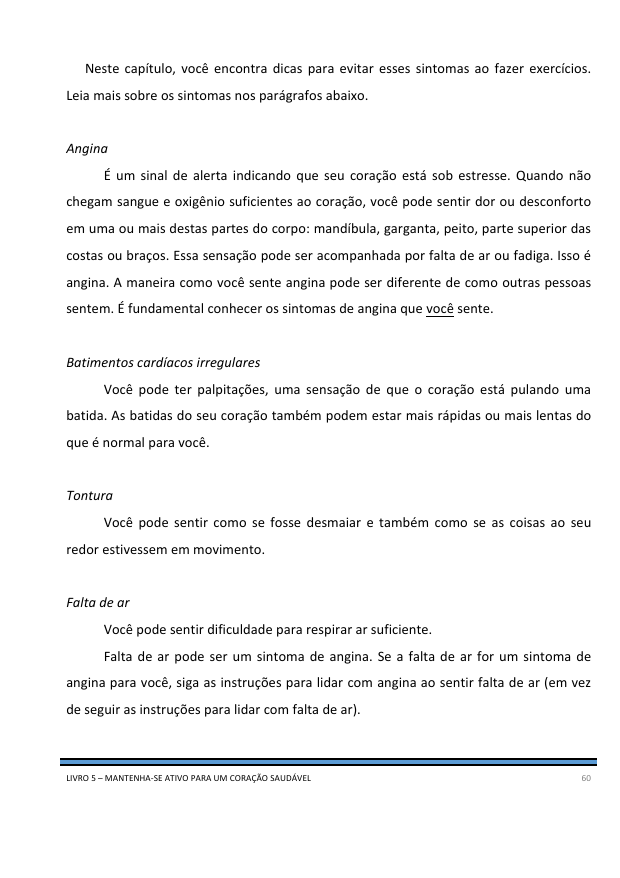 Neste capítulo, você encontra dicas para evitar esses sintomas ao fazer exercícios.
Leia mais sobre os sintomas nos parágrafos abaixo.
Angina
É um sinal de alerta indicando que seu coração está sob estresse. Quando não
chegam sangue e oxigênio suficientes ao coração, você pode sentir dor ou desconforto
em uma ou mais destas partes do corpo: mandíbula, garganta, peito, parte superior das
costas ou braços. Essa sensação pode ser acompanhada por falta de ar ou fadiga. Isso é
angina. A maneira como você sente angina pode ser diferente de como outras pessoas
sentem. É fundamental conhecer os sintomas de angina que você sente.
Batimentos cardíacos irregulares
Você pode ter palpitações, uma sensação de que o coração está pulando uma
batida. As batidas do seu coração também podem estar mais rápidas ou mais lentas do
que é normal para você.
Tontura
Você pode sentir como se fosse desmaiar e também como se as coisas ao seu
redor estivessem em movimento.
Falta de ar
Você pode sentir dificuldade para respirar ar suficiente.
Falta de ar pode ser um sintoma de angina. Se a falta de ar for um sintoma de
angina para você, siga as instruções para lidar com angina ao sentir falta de ar (em vez
de seguir as instruções para lidar com falta de ar).
LIVRO 5 – MANTENHA-SE ATIVO PARA UM CORAÇÃO SAUDÁVEL 60